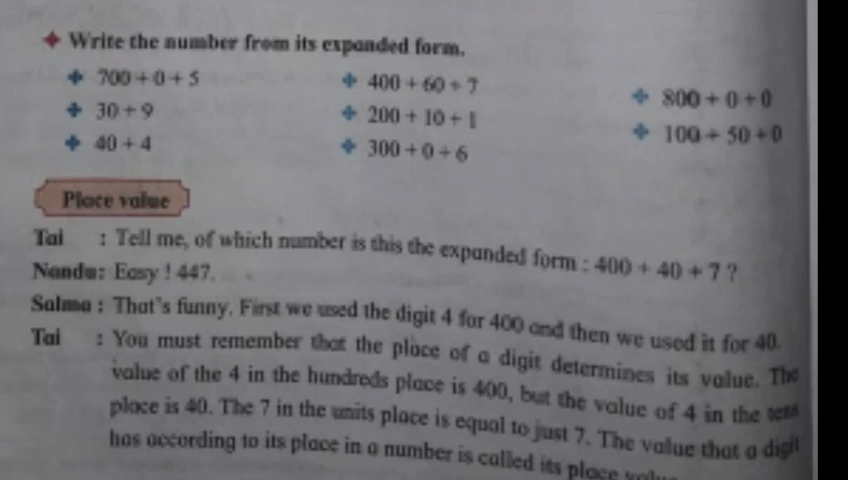 Write the number from its expanded form.
700 + 0 + 5
400 + 60 + 7
800 + 0 + 0
30 + 9
200 + 10 + 1
100 + 50 + 0
40 + 4
300 + 0 + 6
Place value
Tai : Tell me, of which number is this the expanded form : 400 + 40 + 7 ?
Nandu: Easy ! 447.
Salma : That's funny. First we used the digit 4 for 400 and then we used it for 40.
Tai : You must remember that the place of a digit determines its value. The
value of the 4 in the hundreds place is 400, but the value of 4 in the tens
place is 40. The 7 in the units place is equal to just 7. The value that a digit
has according to its place in a number is called its place value